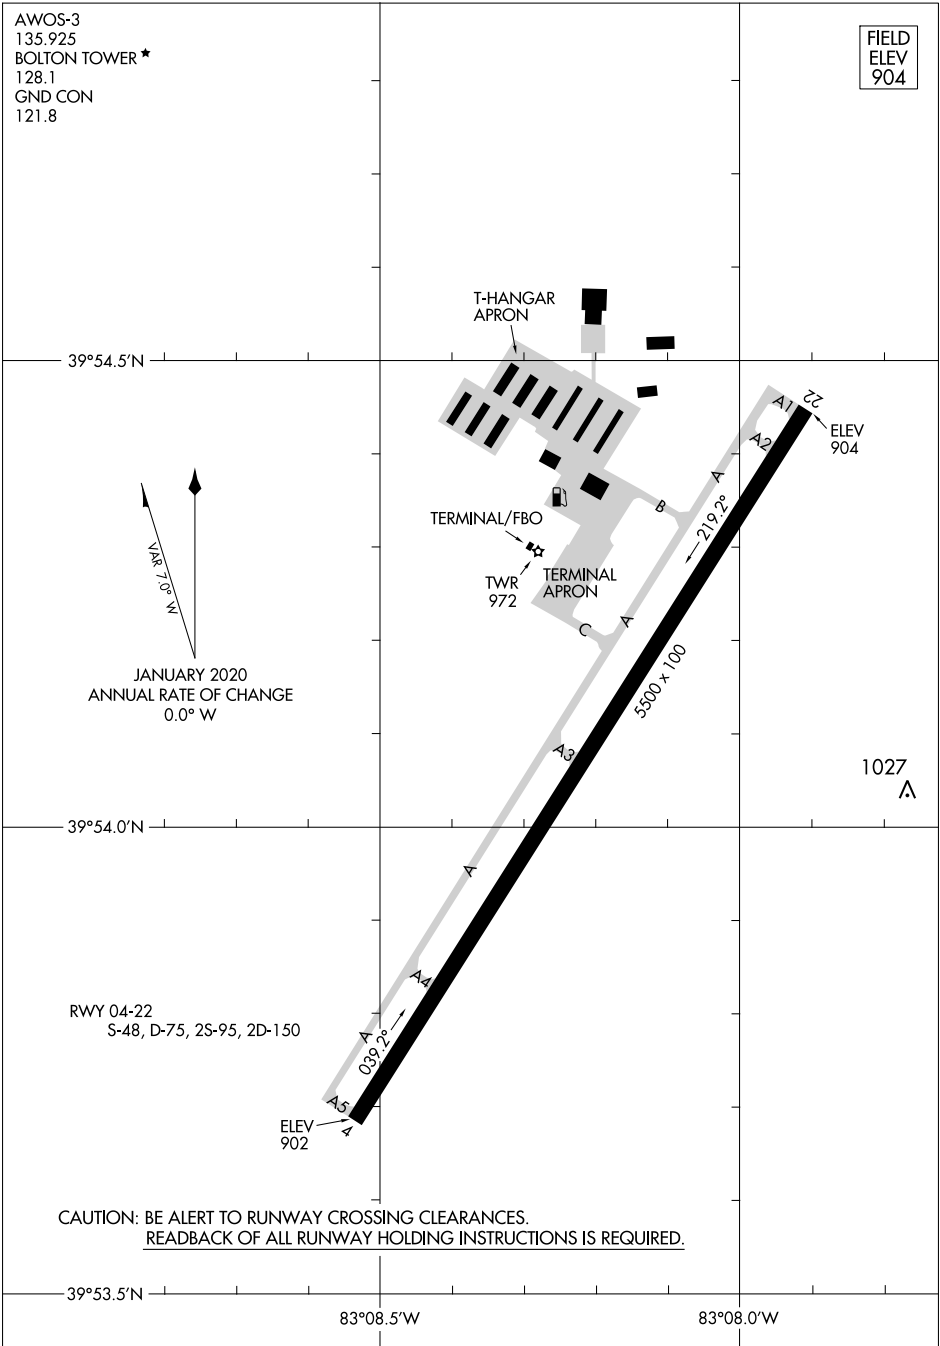 AWOS-3
135.925
BOLTON TOWER ★
128.1
GND CON
121.8
FIELD
ELEV
904
T-HANGAR
APRON
39°54.5'N
A1
22
A2
ELEV
904
A
219.2°
B
TERMINAL/FBO
TWR
972
TERMINAL
APRON
VAR 7.0° W
C
A
JANUARY 2020
ANNUAL RATE OF CHANGE
0.0° W
5500 x 100
A3
1027
39°54.0'N
A
A4
RWY 04-22
S-48, D-75, 2S-95, 2D-150
A
039.2°
A5
4
ELEV
902
CAUTION: BE ALERT TO RUNWAY CROSSING CLEARANCES.
READBACK OF ALL RUNWAY HOLDING INSTRUCTIONS IS REQUIRED.
39°53.5'N
83°08.5'W
83°08.0'W